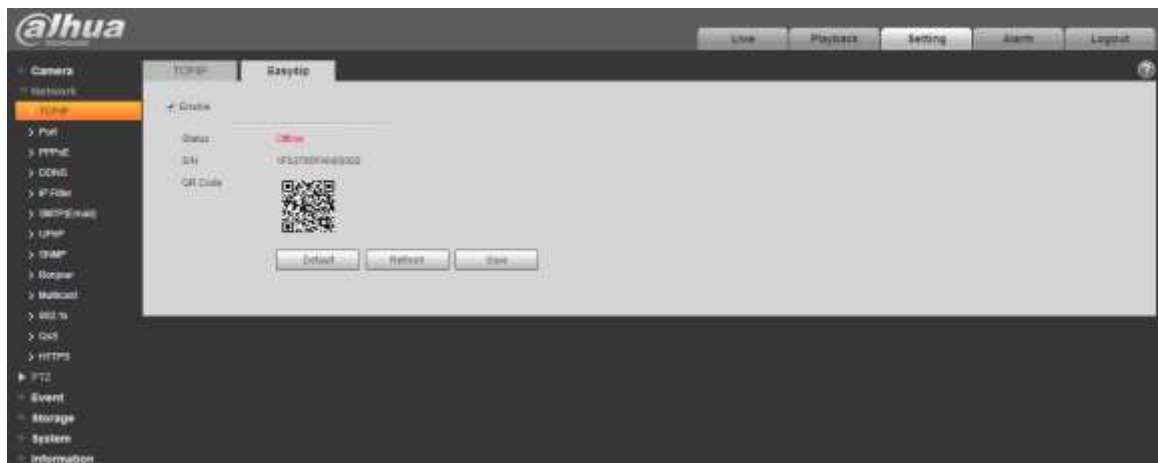 alhua
Live Playback Setting Alarm Logout
Camera
Network
TCP/IP
Port
PPPoE
DDNS
IP Filter
SMTP(Email)
UPnP
SNMP
Bonjour
Multicast
802.1x
QoS
HTTPS
PTZ
Event
Storage
System
Information
TCP/IP Easy4ip
Enable
Status Offline
S/N
QR Code
Default Refresh Save